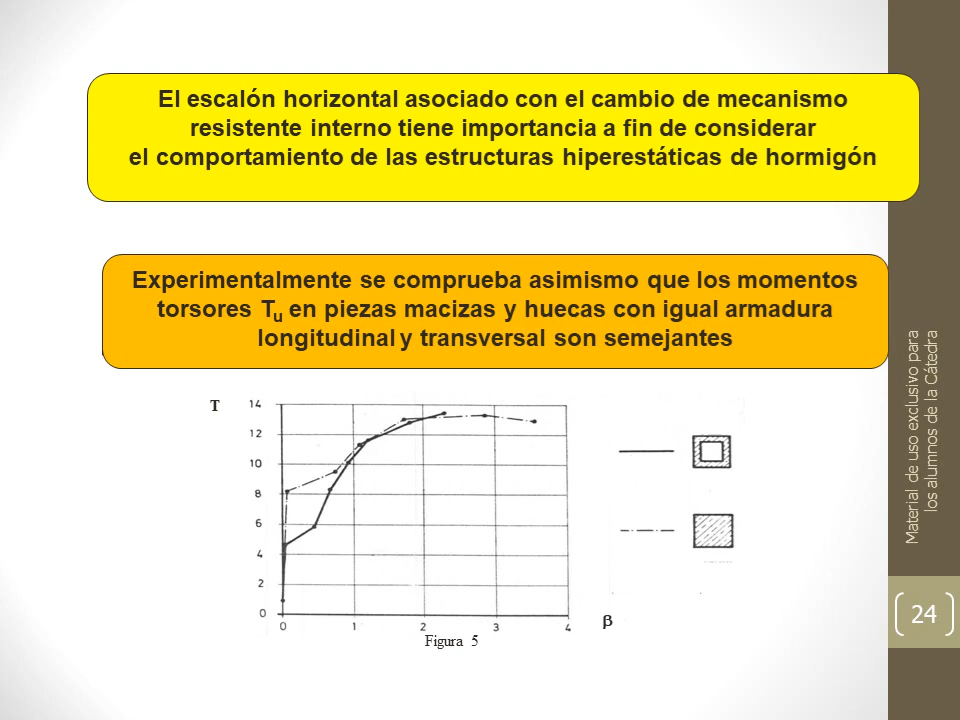 El escalón horizontal asociado con el cambio de mecanismo
resistente interno tiene importancia a fin de considerar
el comportamiento de las estructuras hiperestáticas de hormigón
Experimentalmente se comprueba asimismo que los momentos
torsores Tu en piezas macizas y huecas con igual armadura
longitudinal y transversal son semejantes
T
14
12
10
8
6
4
2
0
0 1 2 3 4
β
Figura 5
Material de uso exclusivo para
los alumnos de la Cátedra
24